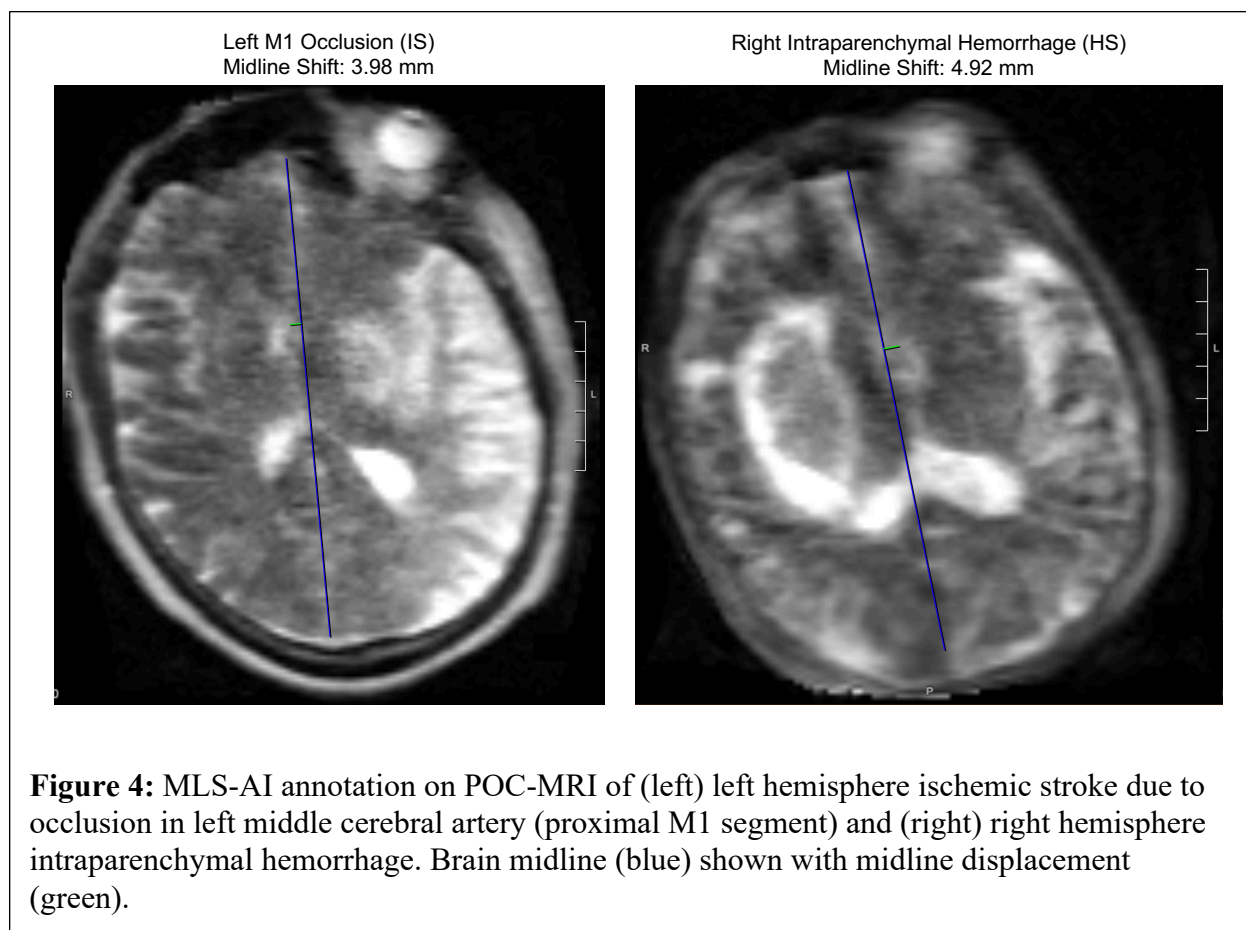 Left M1 Occlusion (IS)
Midline Shift: 3.98 mm
Right Intraparenchymal Hemorrhage (HS)
Midline Shift: 4.92 mm
R
L
R
L
P
Figure 4: MLS-AI annotation on POC-MRI of (left) left hemisphere ischemic stroke due to
occlusion in left middle cerebral artery (proximal M1 segment) and (right) right hemisphere
intraparenchymal hemorrhage. Brain midline (blue) shown with midline displacement
(green).